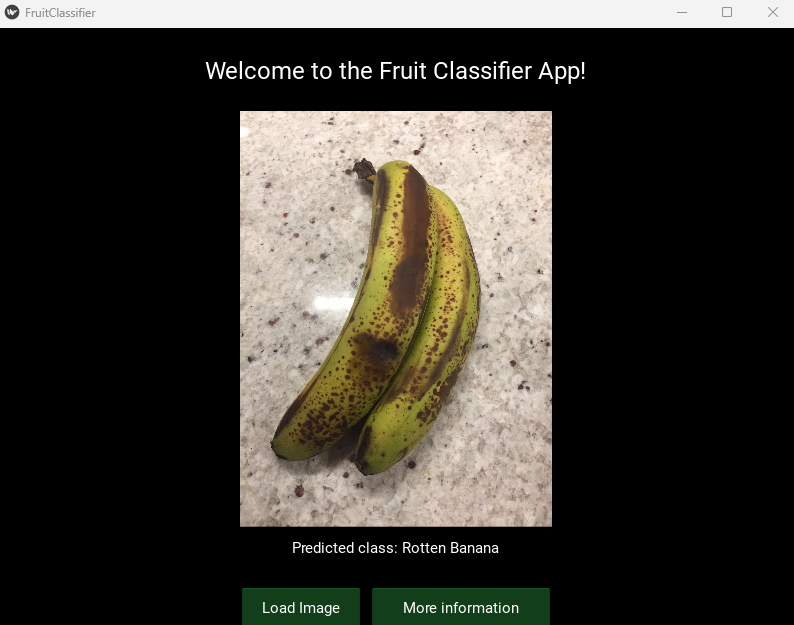 FruitClassifier
Welcome to the Fruit Classifier App!
Predicted class: Rotten Banana
Load Image
More information